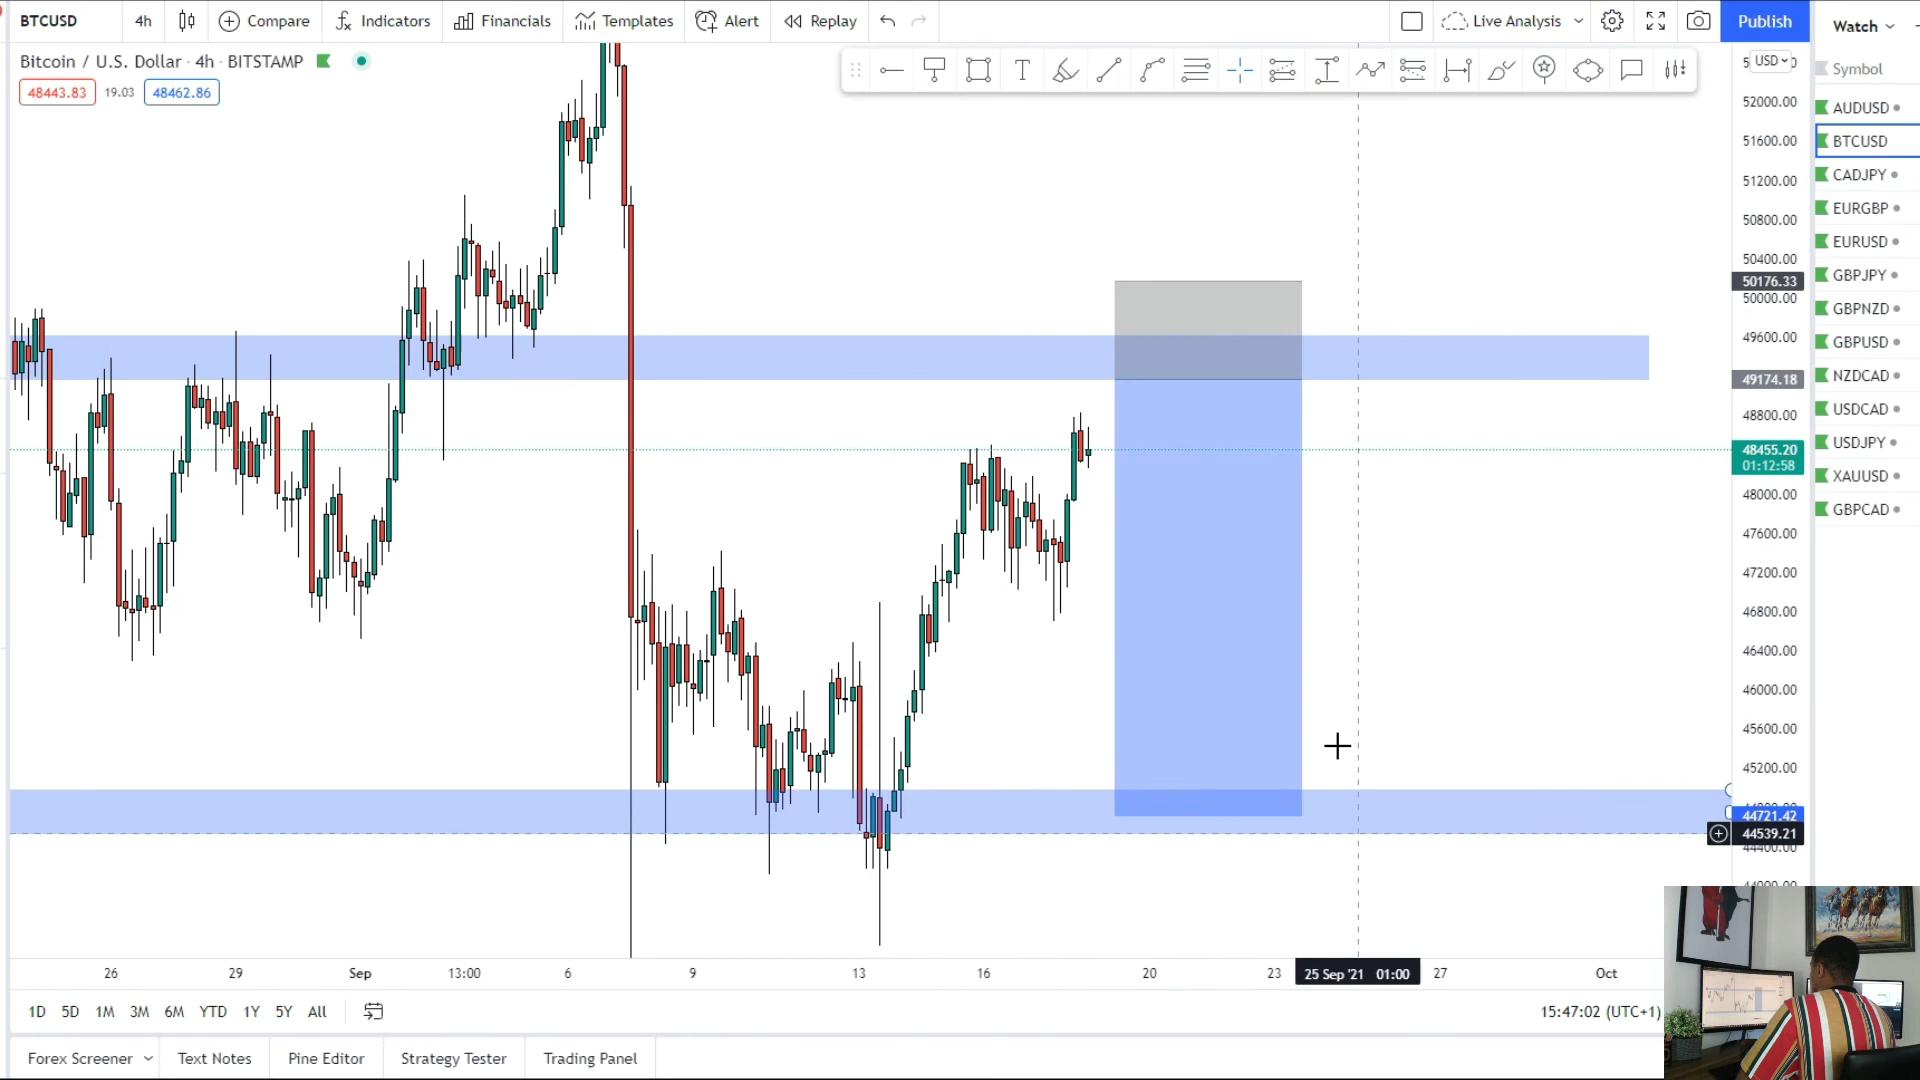 BTCUSD 4h Compare Indicators Financials Templates Alert Replay Live Analysis Publish Watch
Bitcoin / U.S. Dollar · 4h · BITSTAMP
USD
48443.83 19.03 48462.86
Symbol
AUDUSD
BTCUSD
CADJPY
EURGBP
EURUSD
GBPJPY
GBPNZD
GBPUSD
NZDCAD
USDCAD
USDJPY
XAUUSD
GBPCAD
52000.00
51600.00
51200.00
50800.00
50400.00
50176.33
50000.00
49600.00
49174.18
48800.00
48455.20
01:12:58
48000.00
47600.00
47200.00
46800.00
46400.00
46000.00
45600.00
45200.00
44721.42
44539.21
26 29 Sep 13:00 6 9 13 16 20 23 25 Sep '21 01:00 27 Oct
1D 5D 1M 3M 6M YTD 1Y 5Y All 15:47:02 (UTC+1)
Forex Screener Text Notes Pine Editor Strategy Tester Trading Panel